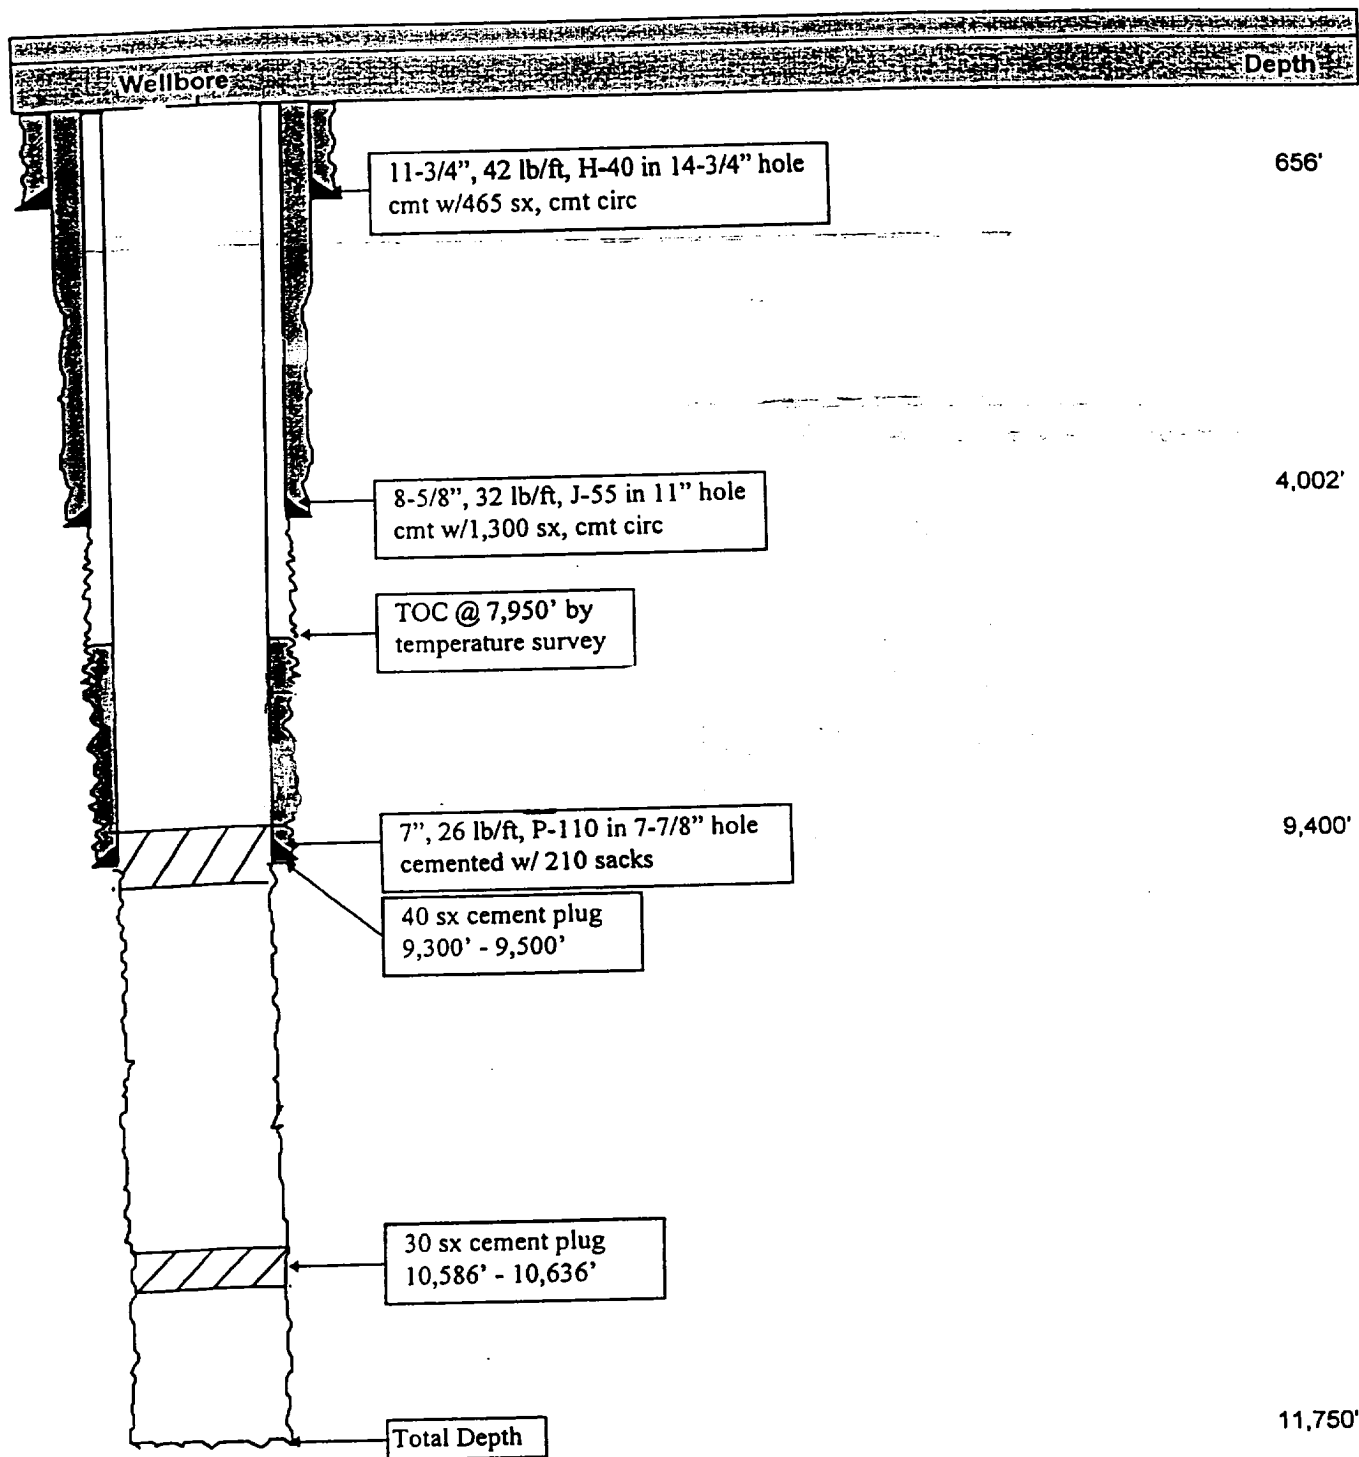 Wellbore Depth
11-3/4”, 42 lb/ft, H-40 in 14-3/4” hole
cmt w/465 sx, cmt circ
656'
8-5/8”, 32 lb/ft, J-55 in 11” hole
cmt w/1,300 sx, cmt circ
4,002'
TOC @ 7,950’ by
temperature survey
7”, 26 lb/ft, P-110 in 7-7/8” hole
cemented w/ 210 sacks
9,400'
40 sx cement plug
9,300’ - 9,500’
30 sx cement plug
10,586’ - 10,636’
Total Depth
11,750'